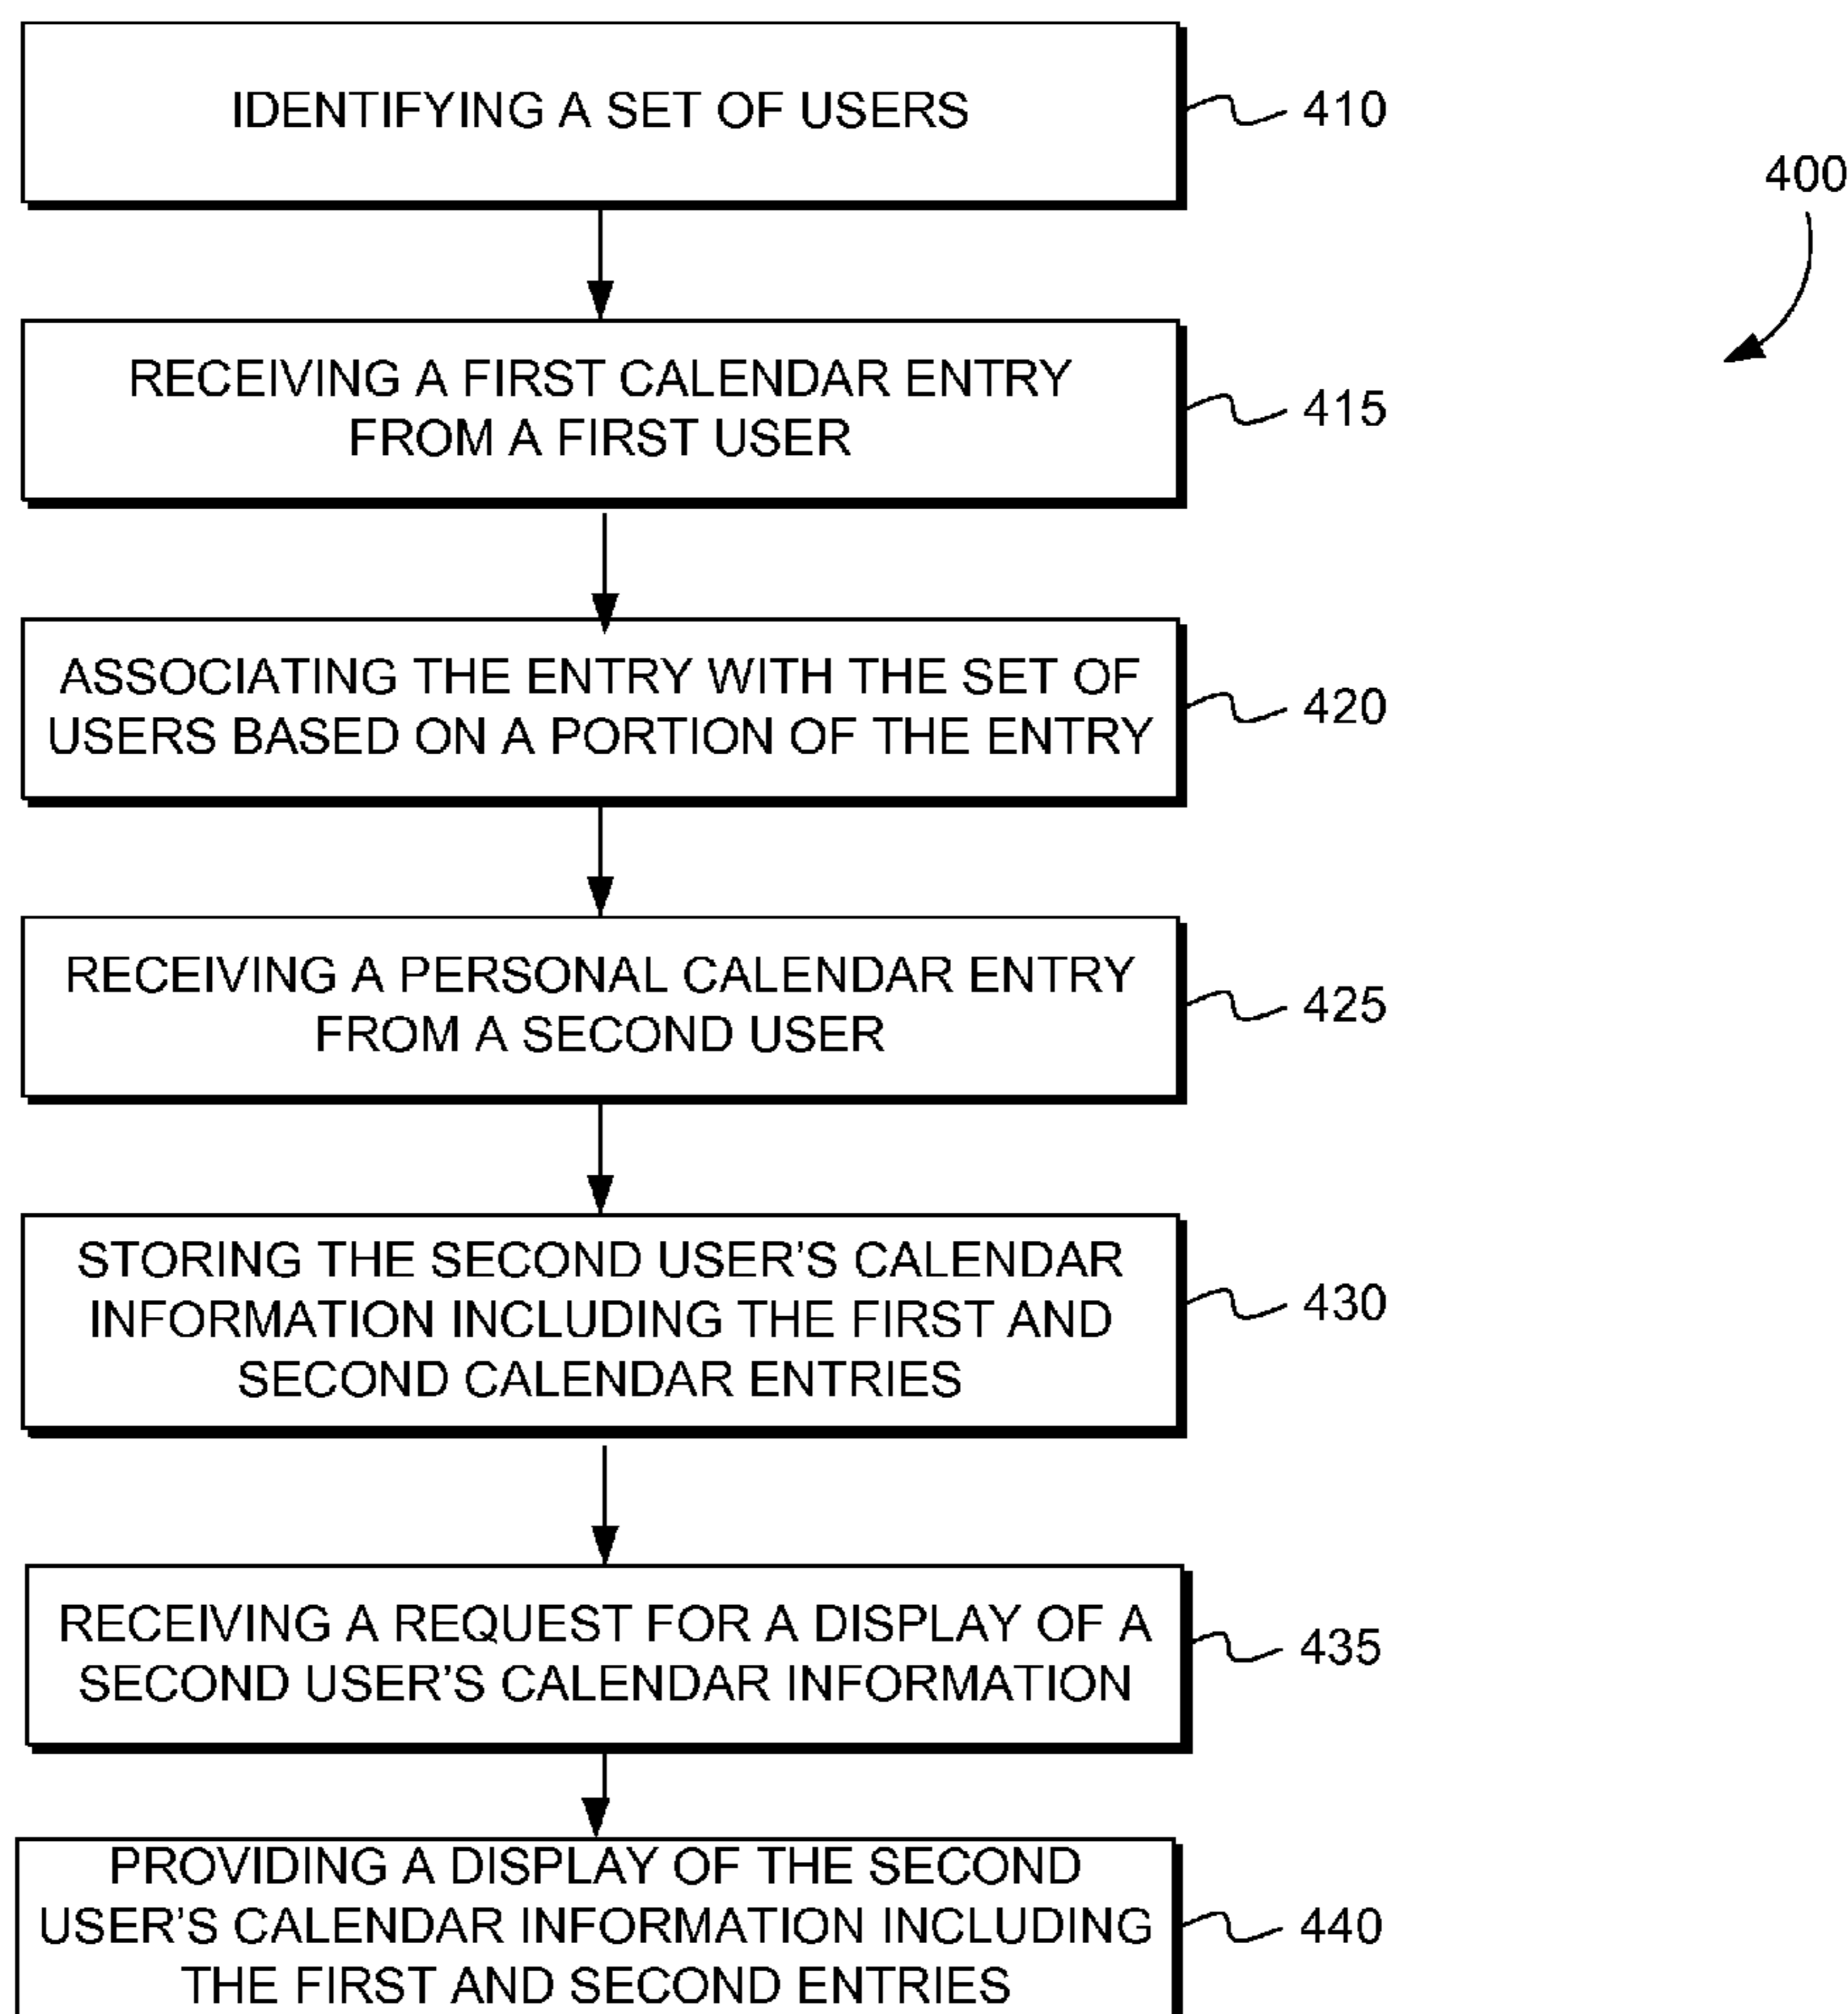 IDENTIFYING A SET OF USERS
410
400
RECEIVING A FIRST CALENDAR ENTRY
FROM A FIRST USER
415
ASSOCIATING THE ENTRY WITH THE SET OF
USERS BASED ON A PORTION OF THE ENTRY
420
RECEIVING A PERSONAL CALENDAR ENTRY
FROM A SECOND USER
425
STORING THE SECOND USER'S CALENDAR
INFORMATION INCLUDING THE FIRST AND
SECOND CALENDAR ENTRIES
430
RECEIVING A REQUEST FOR A DISPLAY OF A
SECOND USER'S CALENDAR INFORMATION
435
PROVIDING A DISPLAY OF THE SECOND
USER'S CALENDAR INFORMATION INCLUDING
THE FIRST AND SECOND ENTRIES
440